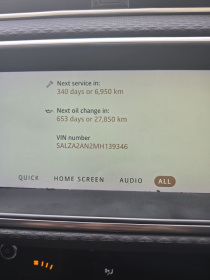 Next service in:
340 days or 6,950 km
Next oil change in:
653 days or 27,850 km
VIN number
SALZA2AN2MH139346
QUICK HOME SCREEN AUDIO ALL